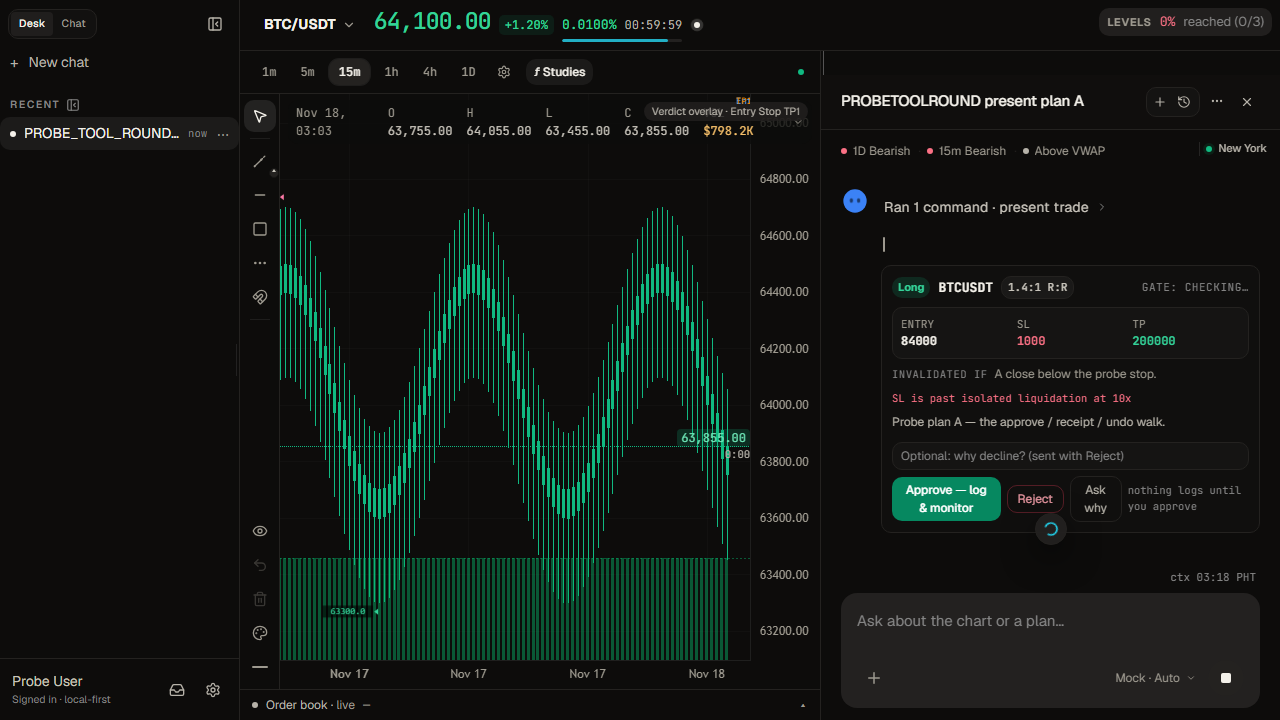 Desk Chat
+ New chat
RECENT
PROBE_TOOL_ROUND… now
Probe User
Signed in · local-first
BTC/USDT 64,100.00 +1.20% 0.0100% 00:59:59
LEVELS 0% reached (0/3)
1m 5m 15m 1h 4h 1D f Studies
Nov 18, 03:03
O 63,755.00
H 64,055.00
L 63,455.00
C 63,855.00
$798.2K
TP1
Verdict overlay · Entry Stop TP1
64800.00
64600.00
64400.00
64200.00
64000.00
63,855.00
0:00
63800.00
63600.00
63400.00
63300.0
63200.00
Nov 17 Nov 17 Nov 17 Nov 18
Order book · live
PROBETOOLROUND present plan A
1D Bearish 15m Bearish Above VWAP
New York
Ran 1 command · present trade
Long BTCUSDT 1.4:1 R:R GATE: CHECKING…
ENTRY SL TP
84000 1000 200000
INVALIDATED IF A close below the probe stop.
SL is past isolated liquidation at 10x
Probe plan A — the approve / receipt / undo walk.
Optional: why decline? (sent with Reject)
Approve — log & monitor
Reject
Ask why
nothing logs until you approve
ctx 03:18 PHT
Ask about the chart or a plan…
Mock · Auto